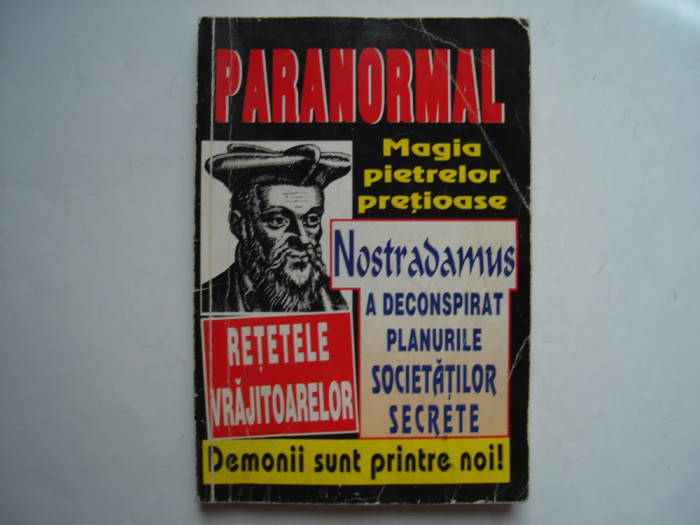 PARANORMAL
Magia
pietrelor
prețioase
Nostradamus
A DECONSPIRAT
PLANURILE
SOCIETĂȚILOR
SECRETE
REȚETELE
VRĂJITOARELOR
Demonii sunt printre noi!